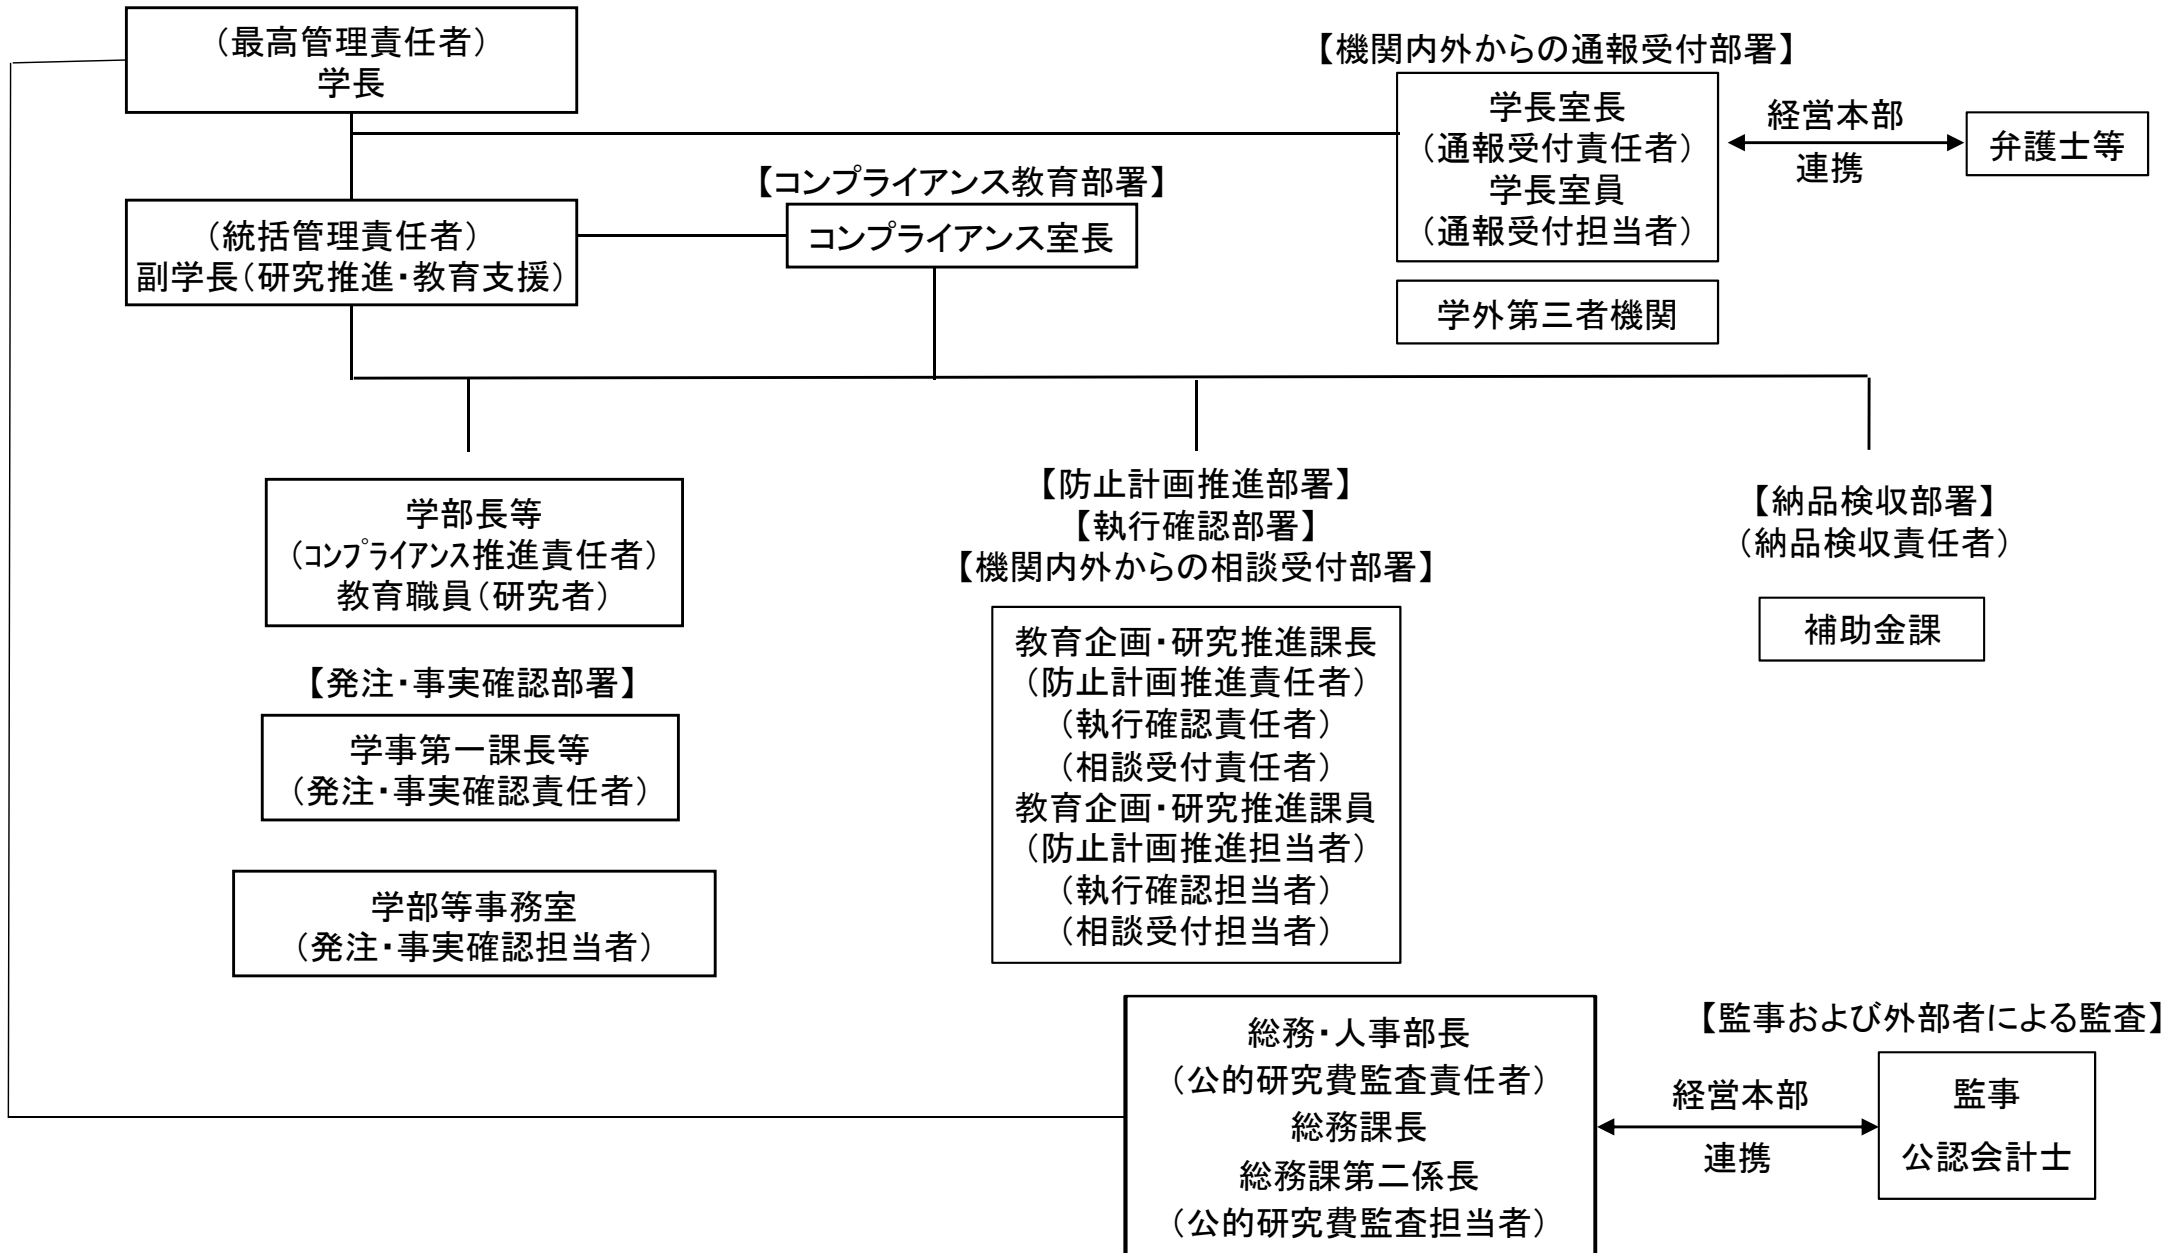 （最高管理責任者）
学長
【機関内外からの通報受付部署】
学長室長
（通報受付責任者）
学長室員
（通報受付担当者）
経営本部
連携
弁護士等
学外第三者機関
【コンプライアンス教育部署】
コンプライアンス室長
（統括管理責任者）
副学長（研究推進・教育支援）
学部長等
（ｺﾝﾌﾟﾗｲｱﾝｽ推進責任者）
教育職員（研究者）
【発注・事実確認部署】
学事第一課長等
（発注・事実確認責任者）
学部等事務室
（発注・事実確認担当者）
【防止計画推進部署】
【執行確認部署】
【機関内外からの相談受付部署】
教育企画・研究推進課長
（防止計画推進責任者）
（執行確認責任者）
（相談受付責任者）
教育企画・研究推進課員
（防止計画推進担当者）
（執行確認担当者）
（相談受付担当者）
【納品検収部署】
（納品検収責任者）
補助金課
総務・人事部長
（公的研究費監査責任者）
総務課長
総務課第二係長
（公的研究費監査担当者）
経営本部
連携
【監事および外部者による監査】
監事
公認会計士